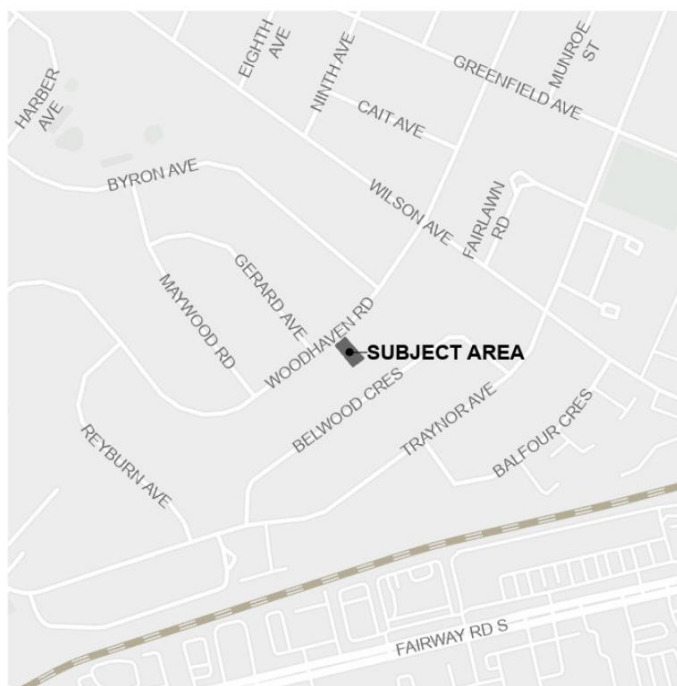 EIGHTH
AVE
NINTH AVE
MUNROE
ST
GREENFIELD AVE
HARBER
AVE
CAIT AVE
BYRON AVE
WILSON AVE
FAIRLAWN
RD
GERARD AVE
MAYWOOD RD
WOODHAVEN RD
SUBJECT AREA
BELWOOD CRES
TRAYNOR AVE
BALFOUR CRES
REYBURN AVE
FAIRWAY RD S